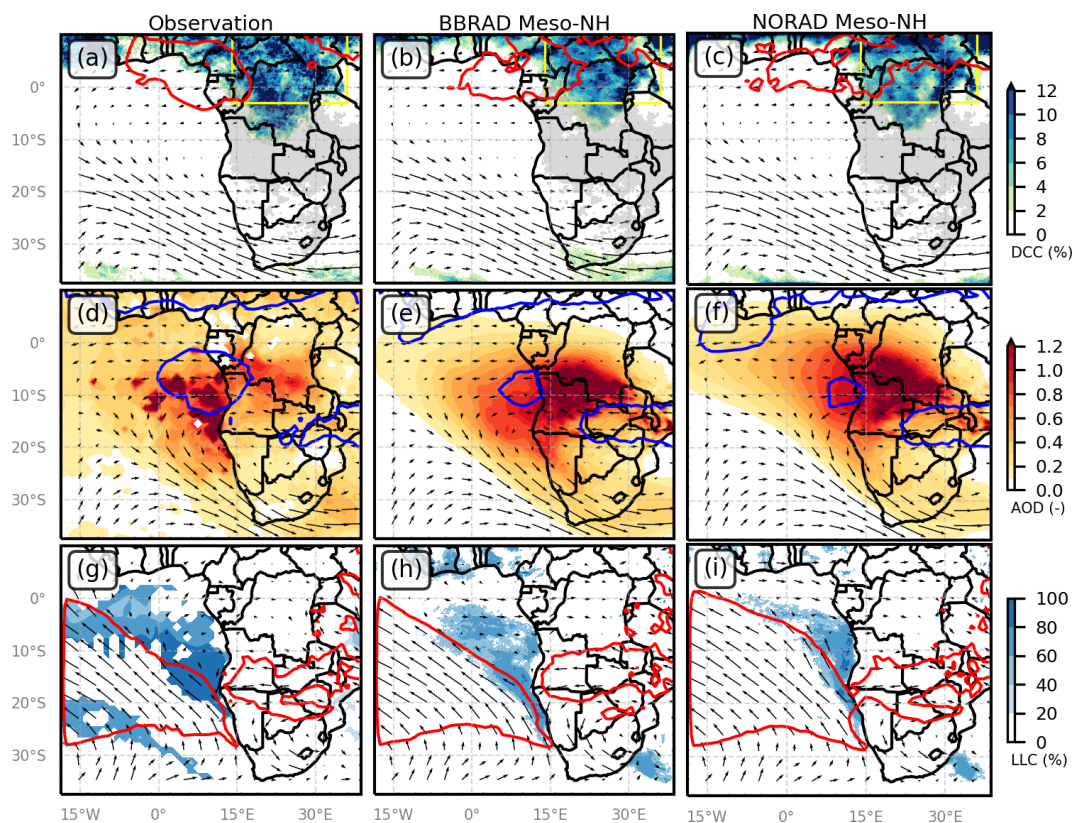 Observation BBRAD Meso-NH NORAD Meso-NH
(a) (b) (c)
0°
10°S
20°S
30°S
12
10
8
6
4
2
0
DCC (%)
(d) (e) (f)
0°
10°S
20°S
30°S
1.2
1.0
0.8
0.6
0.4
0.2
0.0
AOD (-)
(g) (h) (i)
0°
10°S
20°S
30°S
100
80
60
40
20
0
LLC (%)
15°W 0° 15°E 30°E 15°W 0° 15°E 30°E 15°W 0° 15°E 30°E